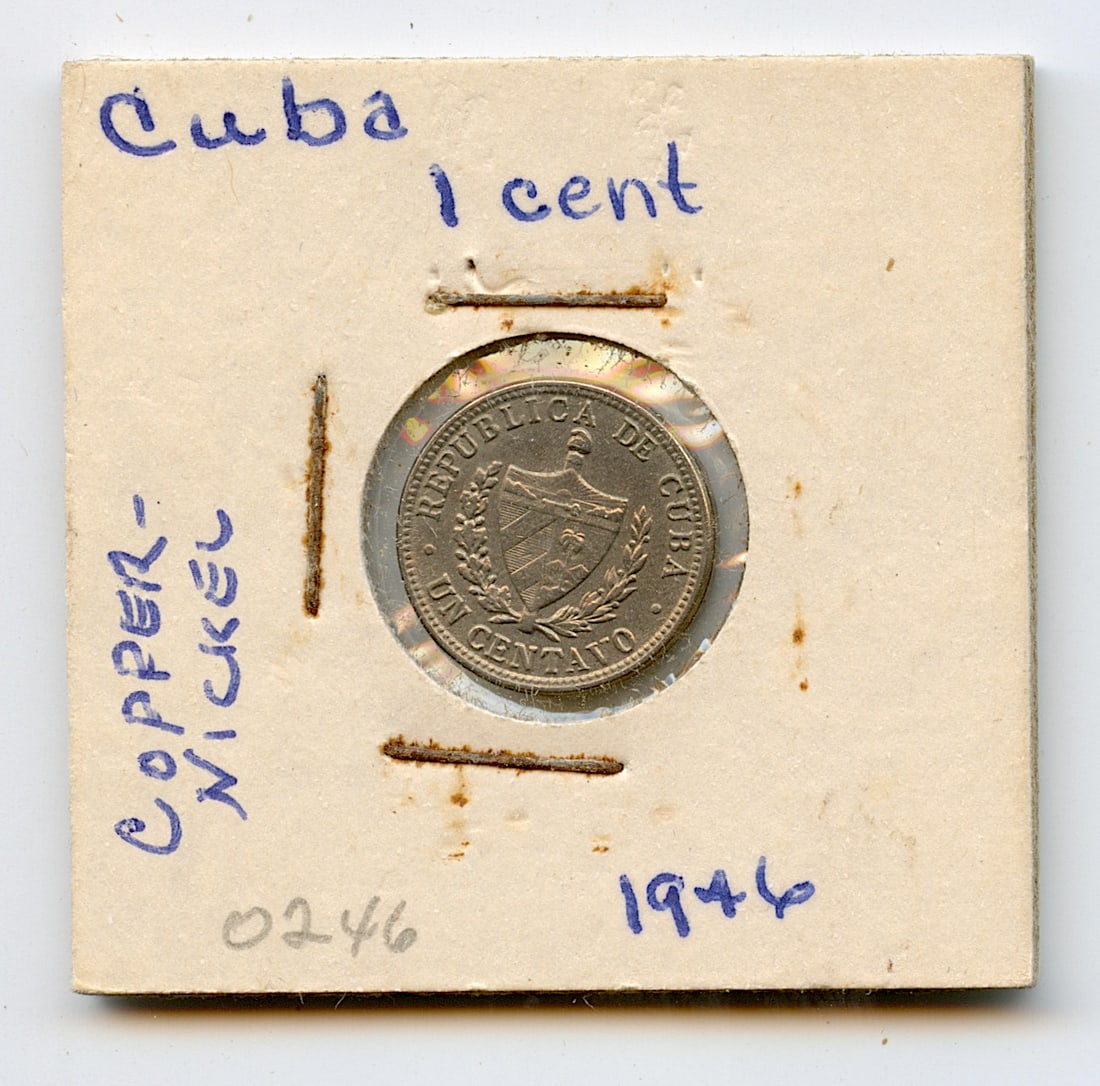 Cuba
1 cent
REPUBLICA DE CUBA
UN CENTAVO
COPPER-
NICKEL
0246
1946